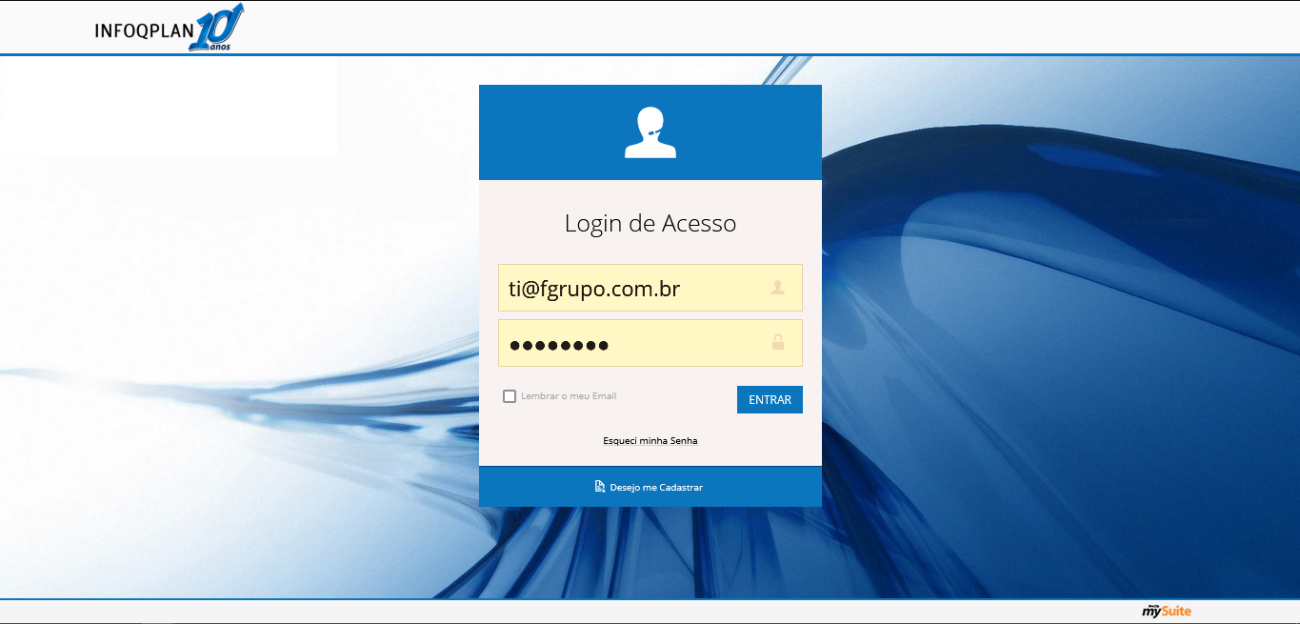 INFOQPLAN 10 anos
Login de Acesso
ti@fgrupo.com.br
Lembrar o meu Email
ENTRAR
Esqueci minha Senha
Desejo me Cadastrar
mySuite